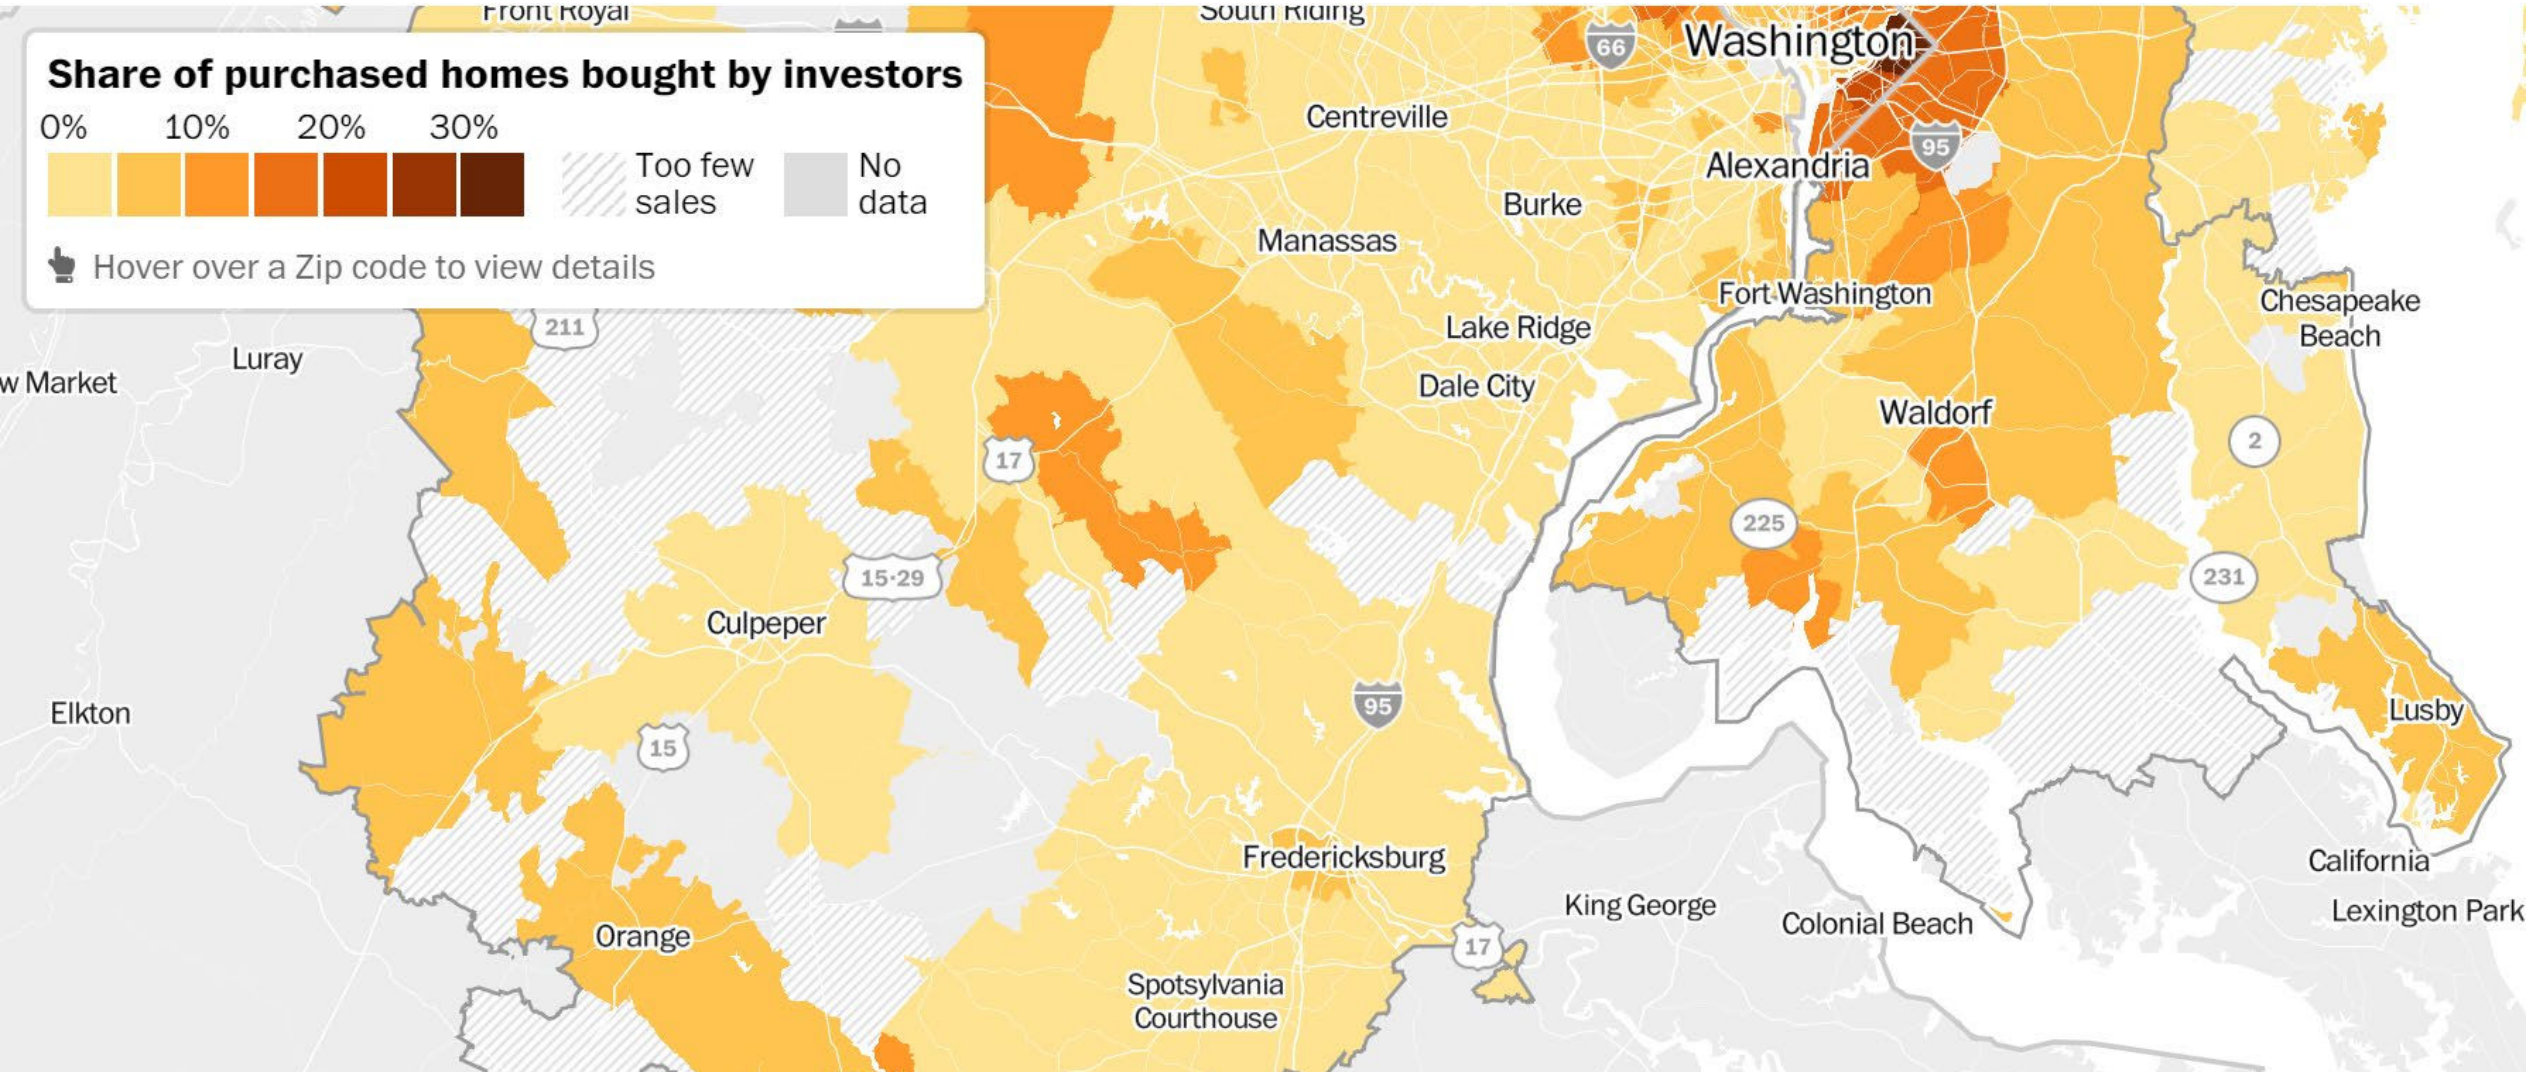 Front Royal
South Riding
Share of purchased homes bought by investors
0% 10% 20% 30%
Too few
sales
No
data
Hover over a Zip code to view details
66
Washington
Centreville
95
Alexandria
Burke
Manassas
Fort Washington
Chesapeake
Beach
211
Lake Ridge
Luray
w Market
Dale City
Waldorf
2
17
225
15·29
231
Culpeper
95
Elkton
Lusby
15
Fredericksburg
California
King George
Lexington Park
Colonial Beach
Orange
17
Spotsylvania
Courthouse